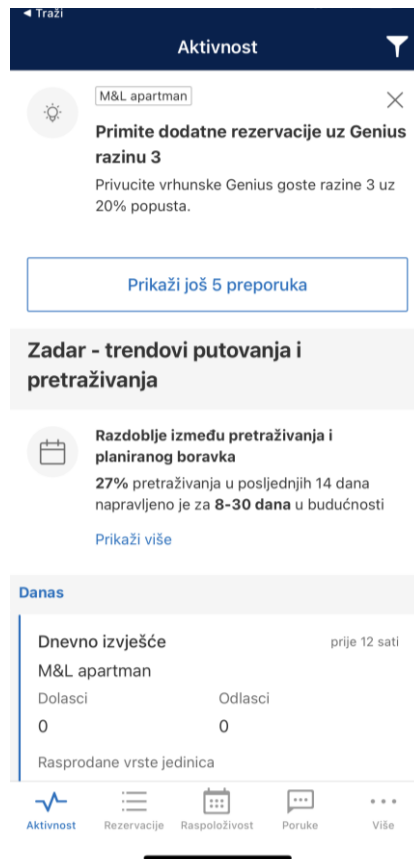 ◀ Traži
Aktivnost
M&L apartman
Primite dodatne rezervacije uz Genius
razinu 3
Privucite vrhunske Genius goste razine 3 uz
20% popusta.
Prikaži još 5 preporuka
Zadar - trendovi putovanja i
pretraživanja
Razdoblje između pretraživanja i
planiranog boravka
27% pretraživanja u posljednjih 14 dana
napravljeno je za 8-30 dana u budućnosti
Prikaži više
Danas
Dnevno izvješće prije 12 sati
M&L apartman
Dolasci Odlasci
0 0
Rasprodane vrste jedinica
Aktivnost Rezervacije Raspoloživost Poruke Više